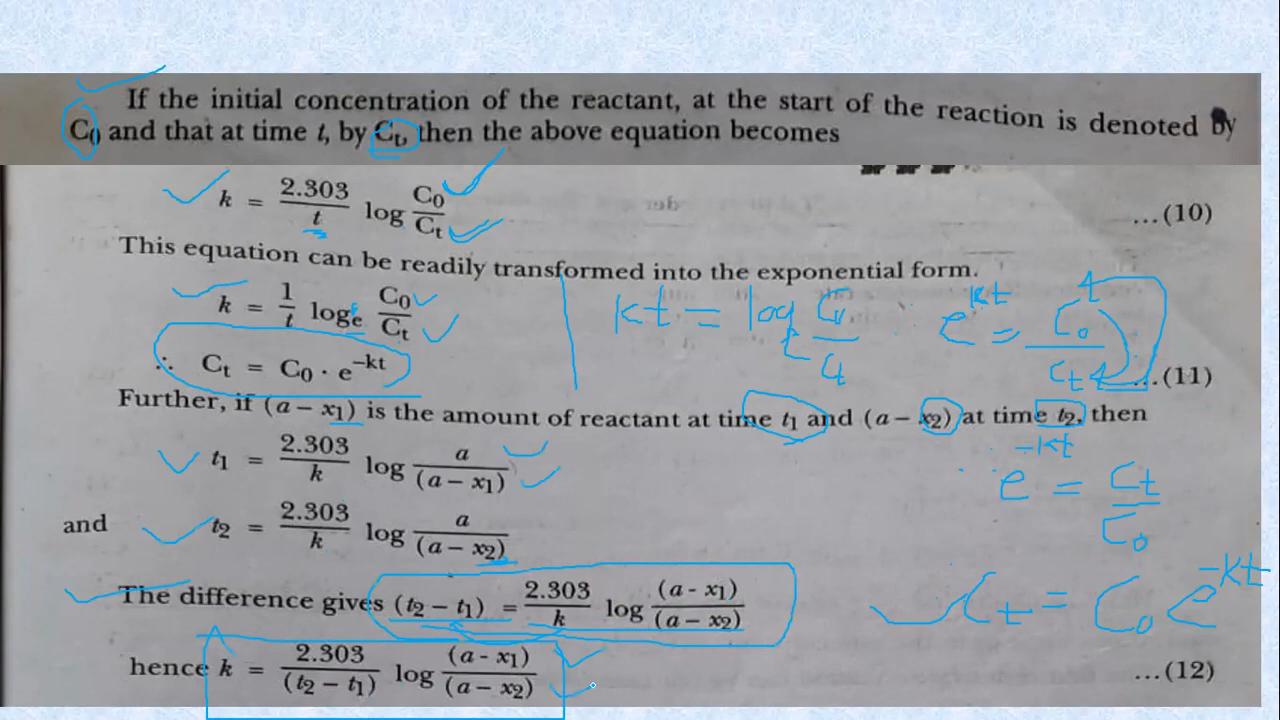 If the initial concentration of the reactant, at the start of the reaction is denoted by
C₀ and that at time t, by Cₜ, then the above equation becomes
k = 2.303/t log C₀/Cₜ ...(10)
This equation can be readily transformed into the exponential form.
k = 1/t logₑ C₀/Cₜ
kt = log C₀/Cₜ
e^kt = C₀/Cₜ
∴ Cₜ = C₀ · e^–kt ...(11)
Further, if (a – x₁) is the amount of reactant at time t₁ and (a – x₂) at time t₂, then
t₁ = 2.303/k log a/(a – x₁)
e^-kt = Cₜ/C₀
and t₂ = 2.303/k log a/(a – x₂)
The difference gives (t₂ – t₁) = 2.303/k log (a - x₁)/(a – x₂)
Cₜ = C₀ e^-kt
hence k = 2.303/(t₂ – t₁) log (a - x₁)/(a – x₂) ...(12)